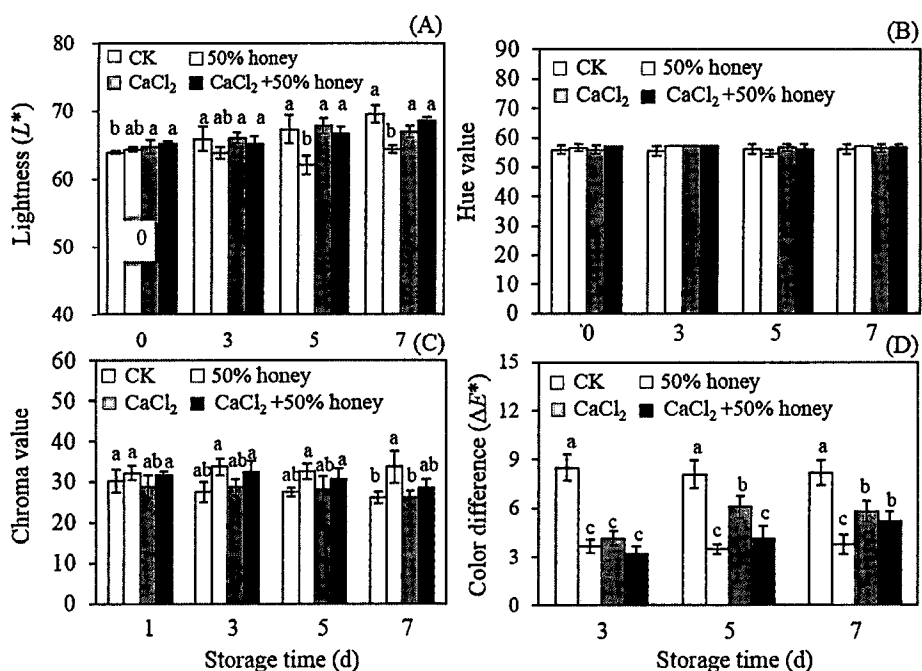 (A)
80
CK 50% honey
CaCl₂ CaCl₂ +50% honey
70
60
50
40
Lightness (L*)
b ab a a
a ab a a
a b a a
a b a a
0
0 3 5 7
(B)
90
80
70
60
50
40
30
20
10
0
Hue value
CK 50% honey
CaCl₂ CaCl₂ +50% honey
0 3 5 7
(C)
60
50
40
30
20
10
0
Chroma value
CK 50% honey
CaCl₂ CaCl₂ +50% honey
a a ab a
ab a ab a
ab a ab a
b a b ab
1 3 5 7
Storage time (d)
(D)
15
12
9
6
3
0
Color difference (ΔE*)
CK 50% honey
CaCl₂ CaCl₂ +50% honey
a c c c
a c b c
a c b b
3 5 7
Storage time (d)